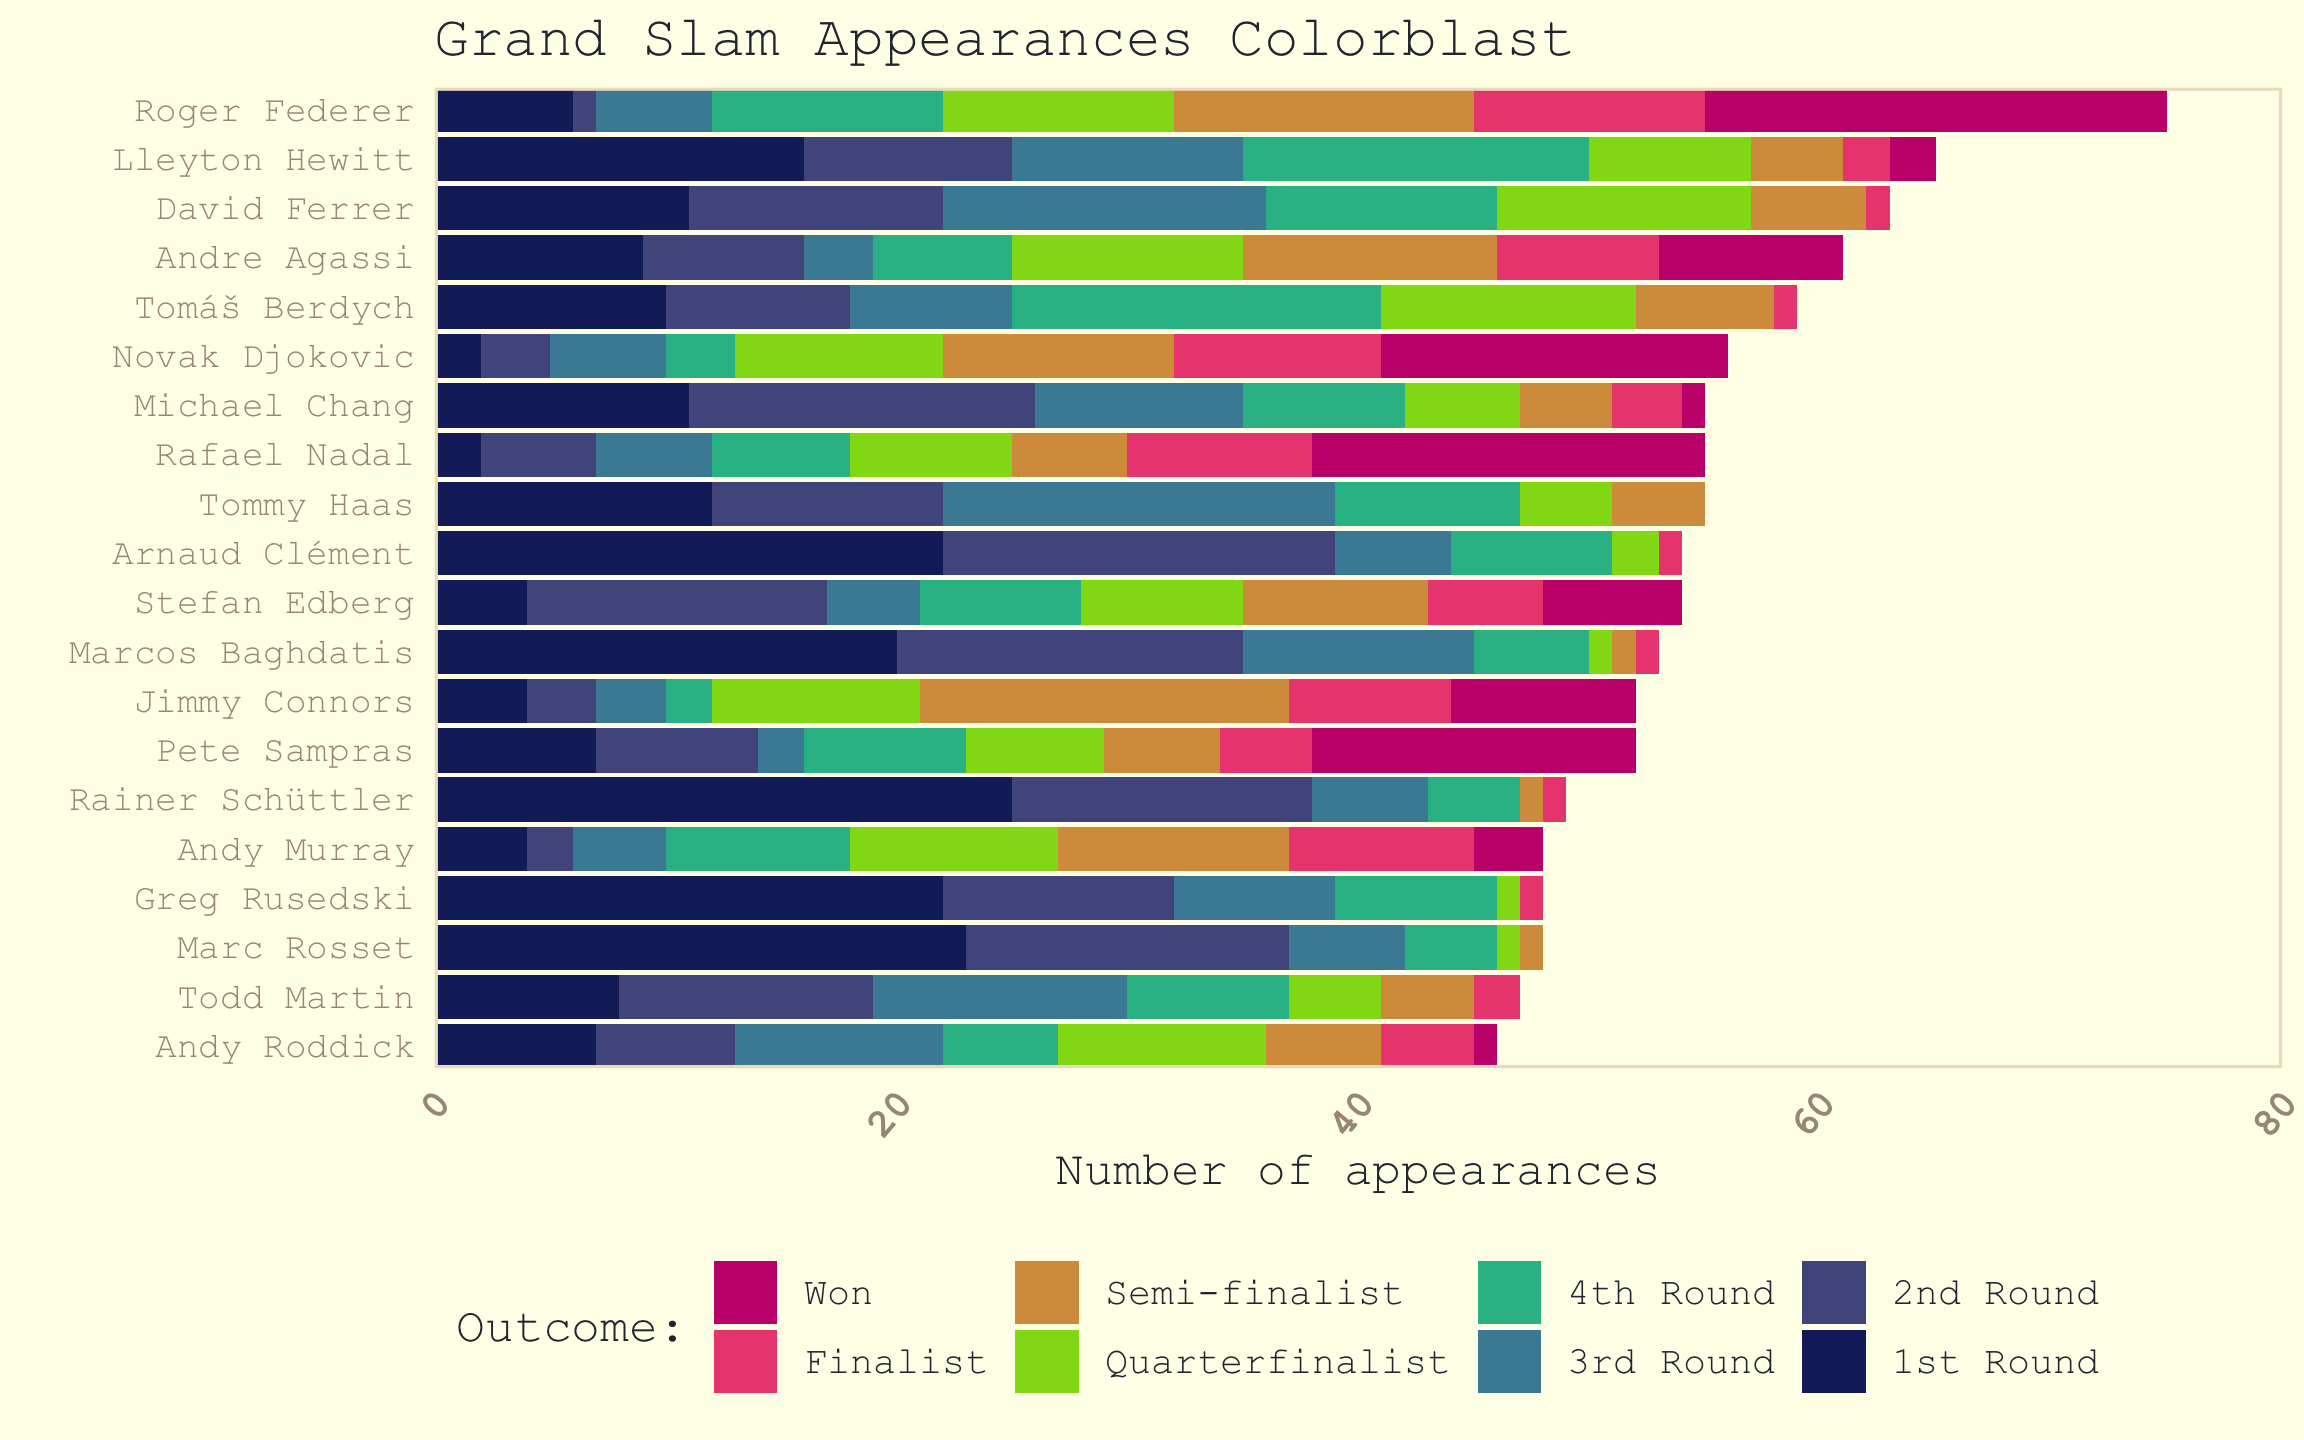 Grand Slam Appearances Colorblast
Roger Federer
Lleyton Hewitt
David Ferrer
Andre Agassi
Tomáš Berdych
Novak Djokovic
Michael Chang
Rafael Nadal
Tommy Haas
Arnaud Clément
Stefan Edberg
Marcos Baghdatis
Jimmy Connors
Pete Sampras
Rainer Schüttler
Andy Murray
Greg Rusedski
Marc Rosset
Todd Martin
Andy Roddick
0 20 40 60 80
Number of appearances
Outcome:
Won Semi-finalist 4th Round 2nd Round
Finalist Quarterfinalist 3rd Round 1st Round